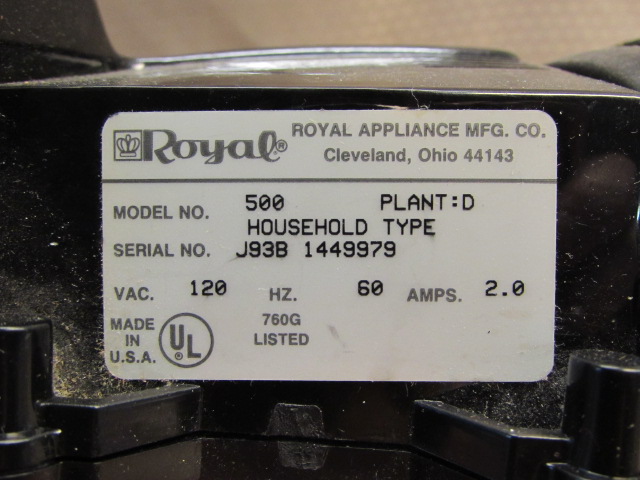 Royal®
ROYAL APPLIANCE MFG. CO.
Cleveland, Ohio 44143
MODEL NO. 500 PLANT:D
HOUSEHOLD TYPE
SERIAL NO. J93B 1449979
VAC. 120 HZ. 60 AMPS. 2.0
MADE IN U.S.A.
UL
760G
LISTED